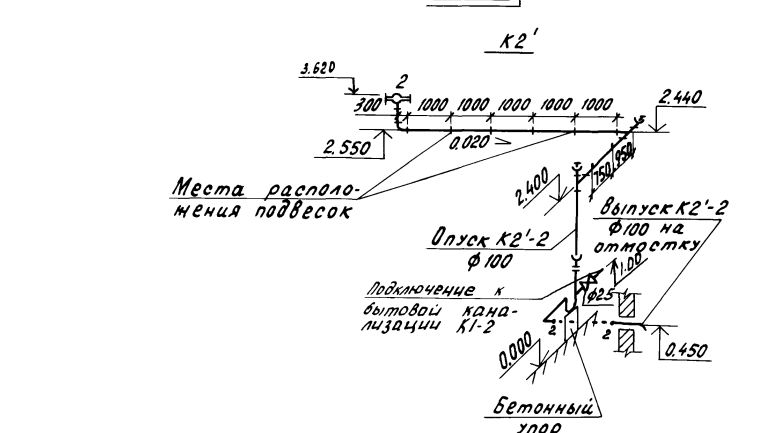 К2'
3.620
2
300 1000 1000 1000 1000 1000
2.440
2.550
0,020
750 950
Места располо-
жения подвесок
2.400
Выпуск К2'-2
ф100 на
отмостку
Опуск К2'-2
ф100
1.00
Подключение к
бытовой кана-
лизации К1-2
ф25
2
2
0.000
0.450
Бетонный
упор